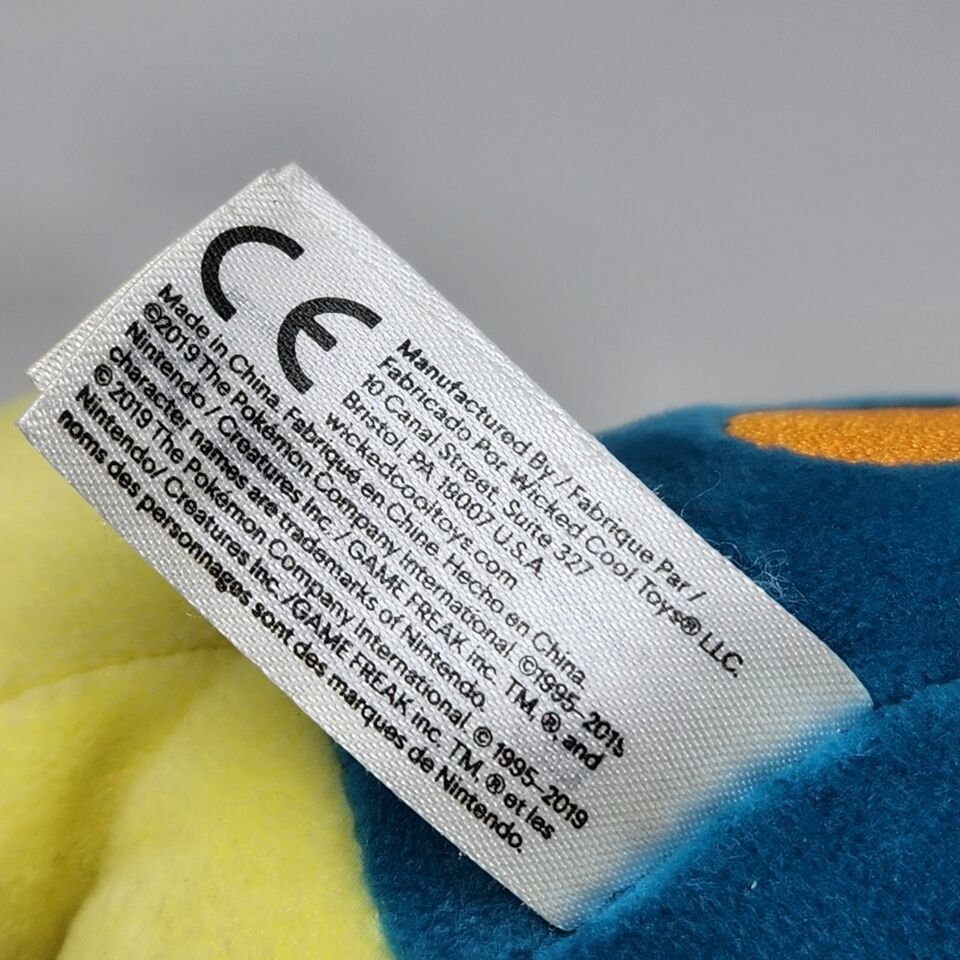 CE
Manufactured By / Fabrique Par /
Fabricado Por: Wicked Cool Toys® LLC.
10 Canal Street, Suite 327
Bristol, PA 19007 U.S.A.
wickedcooltoys.com
Made in China. Fabriqué en Chine. Hecho en China.
©2019 The Pokémon Company International. ©1995-2019
Nintendo / Creatures Inc. / GAME FREAK inc. TM, ®, and
character names are trademarks of Nintendo.
© 2019 The Pokémon Company International. © 1995-2019
Nintendo/ Creatures Inc. /GAME FREAK inc. TM, ® et les
noms des personnages sont des marques de Nintendo.